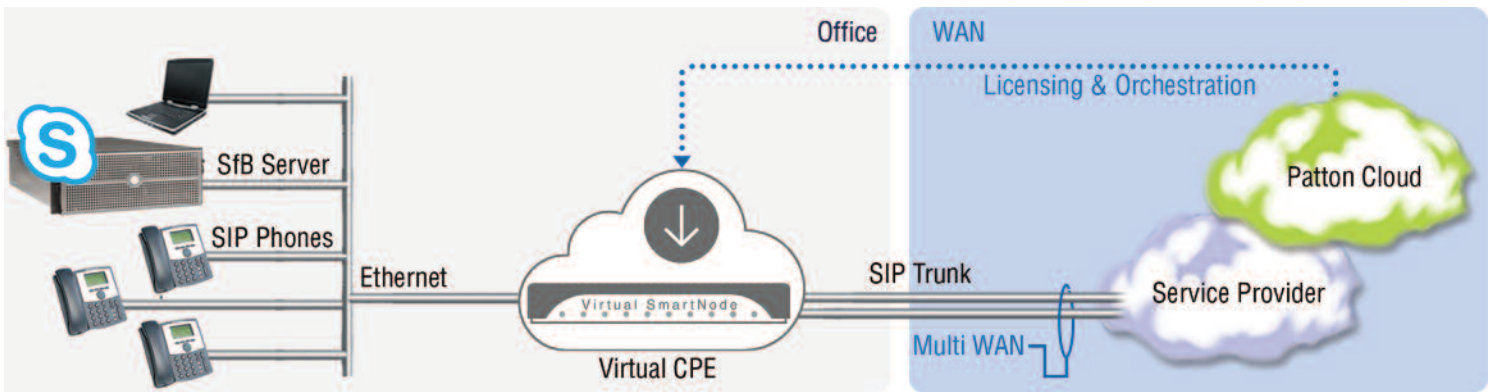 Office
WAN
Licensing & Orchestration
S
SfB Server
Patton Cloud
SIP Phones
Ethernet
SIP Trunk
Virtual SmartNode
Service Provider
Multi WAN
Virtual CPE